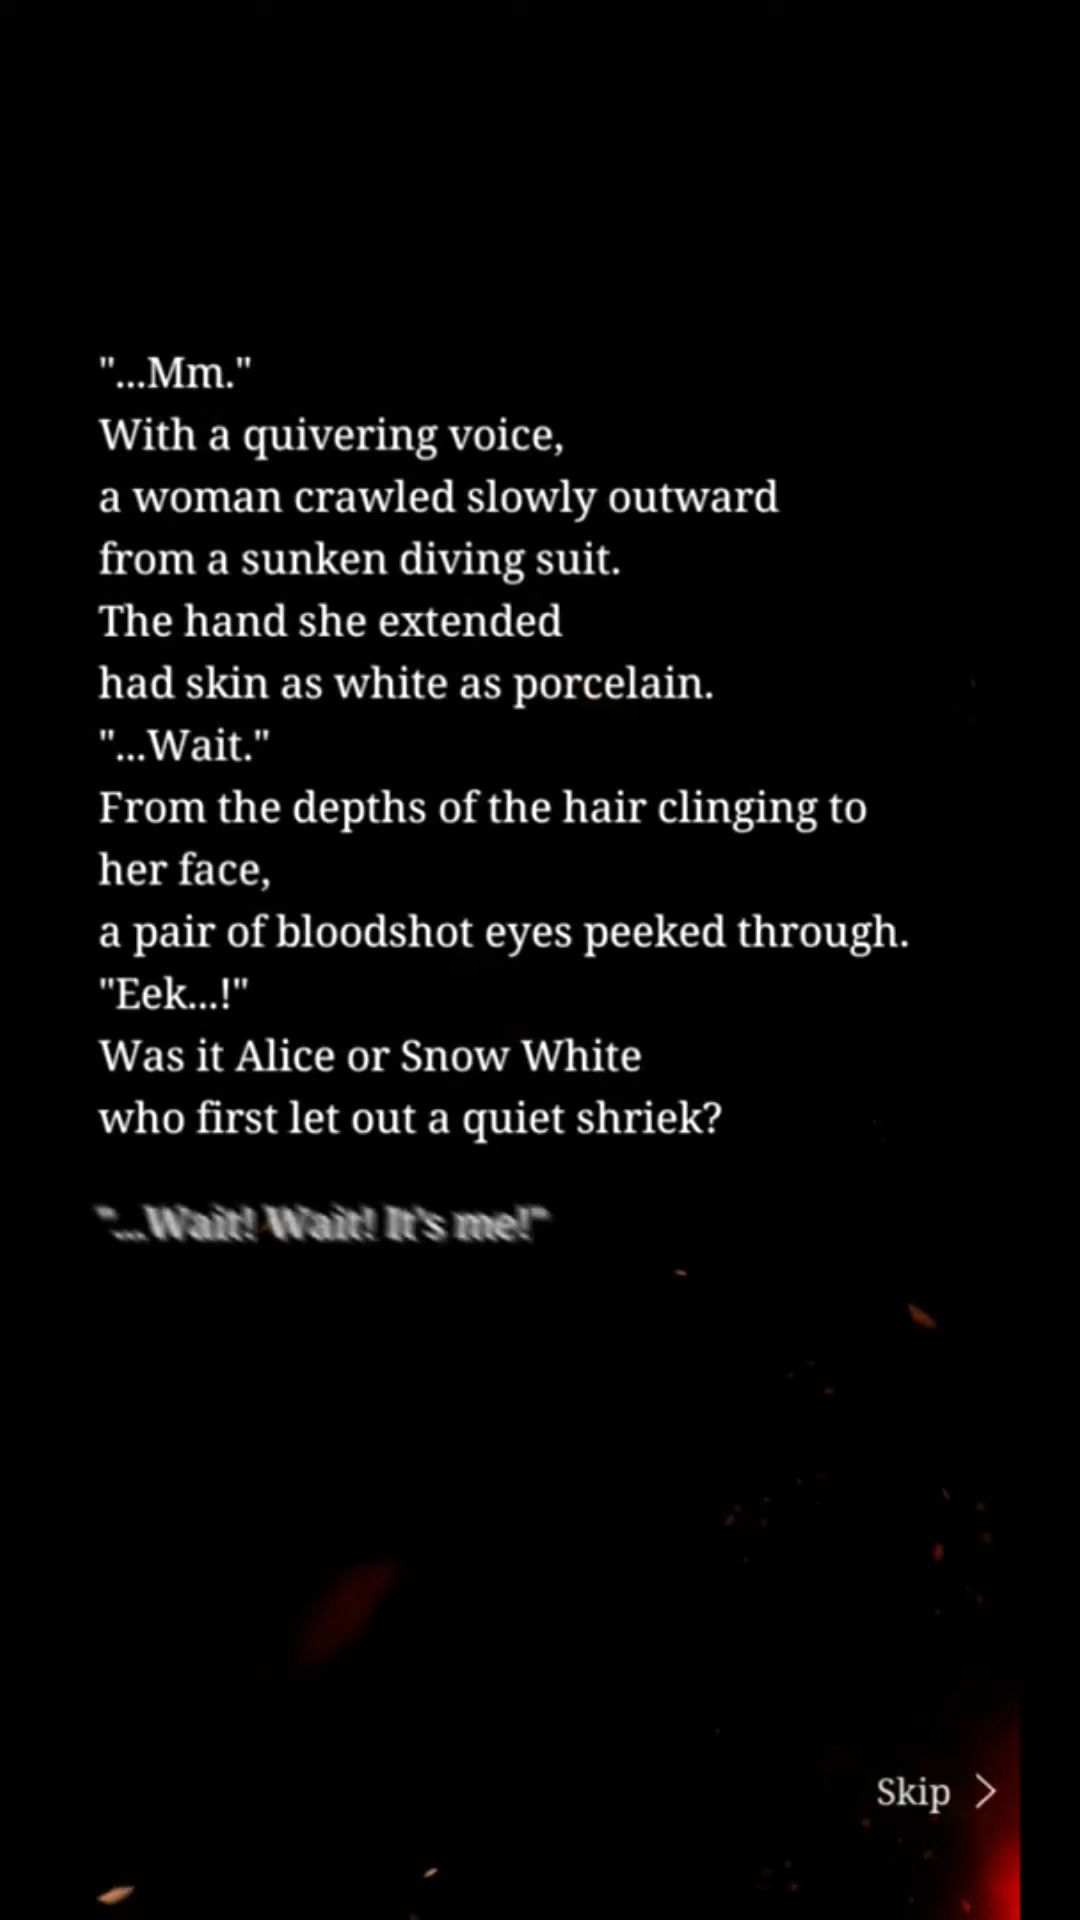 "...Mm."
With a quivering voice,
a woman crawled slowly outward
from a sunken diving suit.
The hand she extended
had skin as white as porcelain.
"...Wait."
From the depths of the hair clinging to
her face,
a pair of bloodshot eyes peeked through.
"Eek...!"
Was it Alice or Snow White
who first let out a quiet shriek?
"...Wait! Wait! It's me!"
Skip